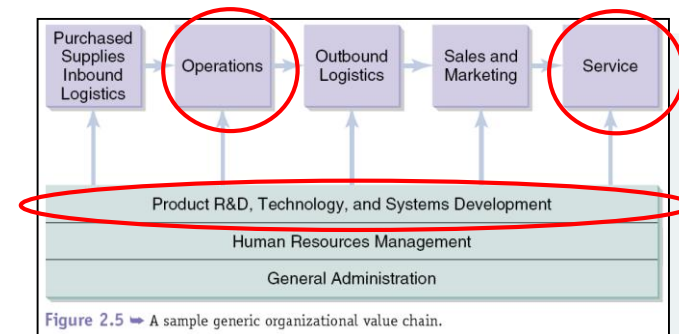 Purchased
Supplies
Inbound
Logistics
Operations
Outbound
Logistics
Sales and
Marketing
Service
Product R&D, Technology, and Systems Development
Human Resources Management
General Administration
Figure 2.5 ➥ A sample generic organizational value chain.